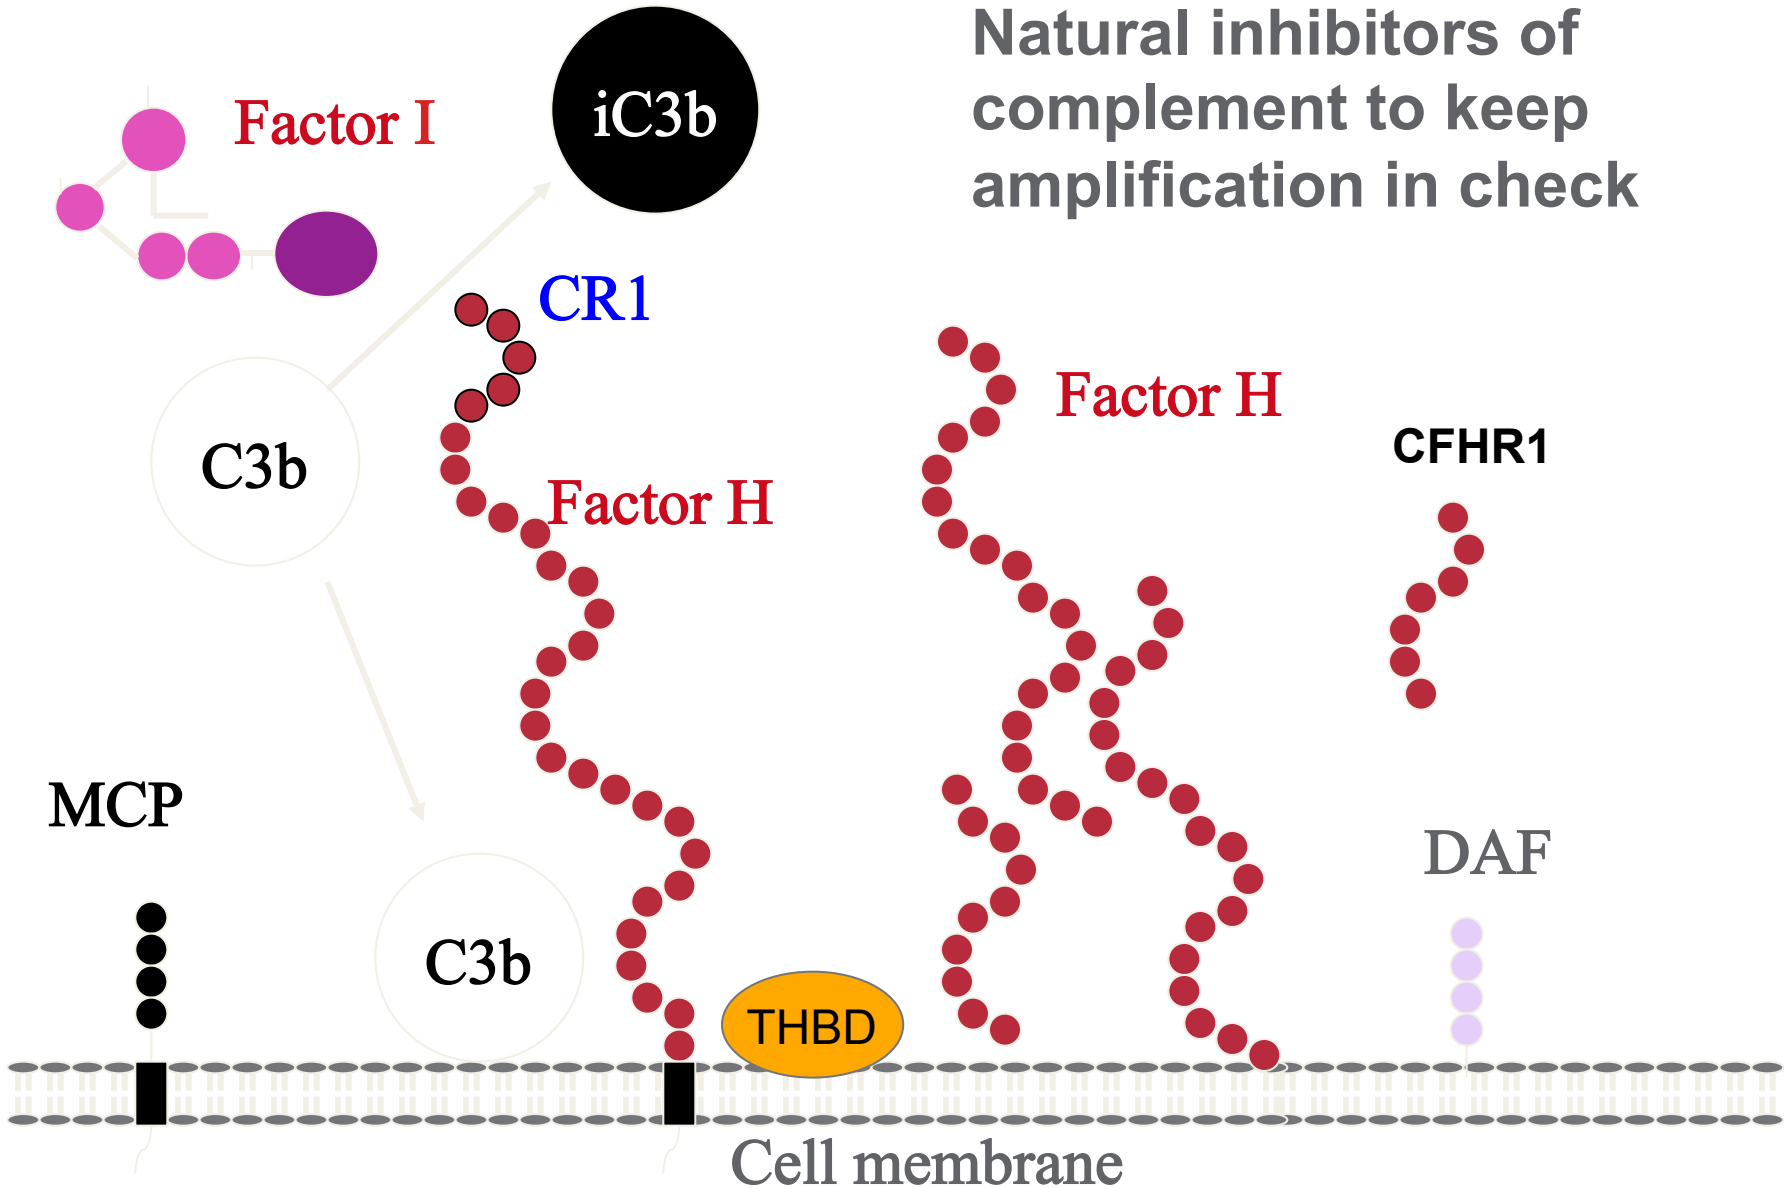 Natural inhibitors of
complement to keep
amplification in check
Factor I
iC3b
CR1
C3b
Factor H
Factor H
CFHR1
MCP
C3b
THBD
DAF
Cell membrane